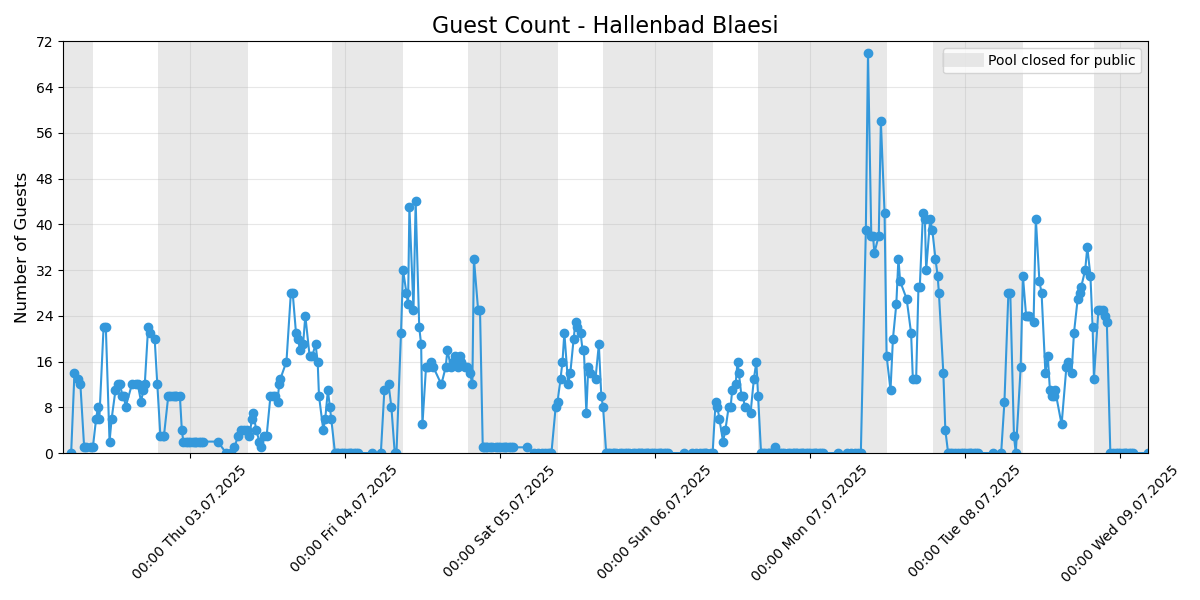 Guest Count - Hallenbad Blaesi
Pool closed for public
Number of Guests
72
64
56
48
40
32
24
16
8
0
00:00 Thu 03.07.2025
00:00 Fri 04.07.2025
00:00 Sat 05.07.2025
00:00 Sun 06.07.2025
00:00 Mon 07.07.2025
00:00 Tue 08.07.2025
00:00 Wed 09.07.2025